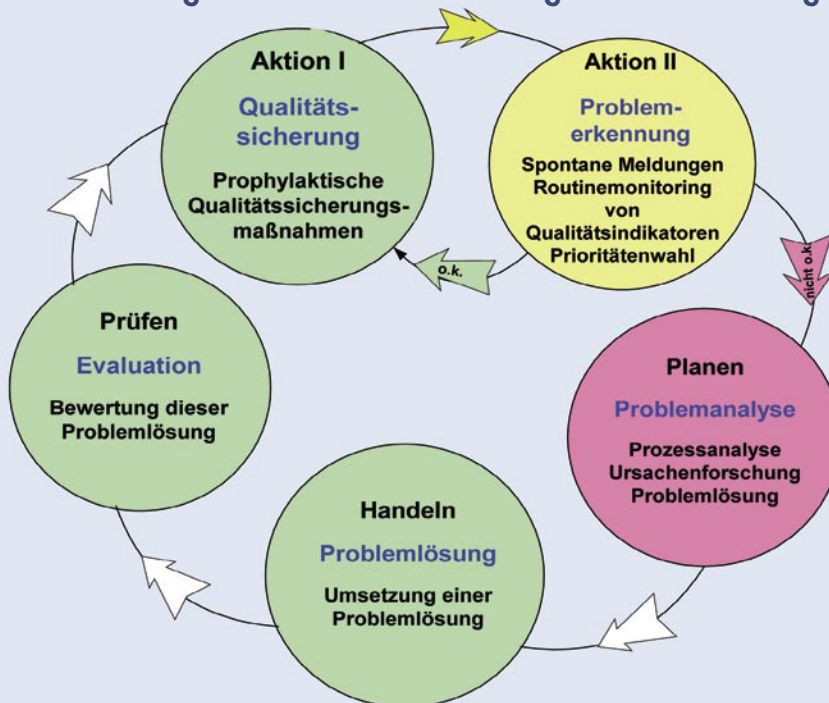 Aktion I
Qualitäts-
sicherung
Prophylaktische
Qualitätssicherungs-
maßnahmen
Aktion II
Problem-
erkennung
Spontane Meldungen
Routinemonitoring
von
Qualitätsindikatoren
Prioritätenwahl
o.k.
nicht o.k.
Planen
Problemanalyse
Prozessanalyse
Ursachenforschung
Problemlösung
Handeln
Problemlösung
Umsetzung einer
Problemlösung
Prüfen
Evaluation
Bewertung dieser
Problemlösung